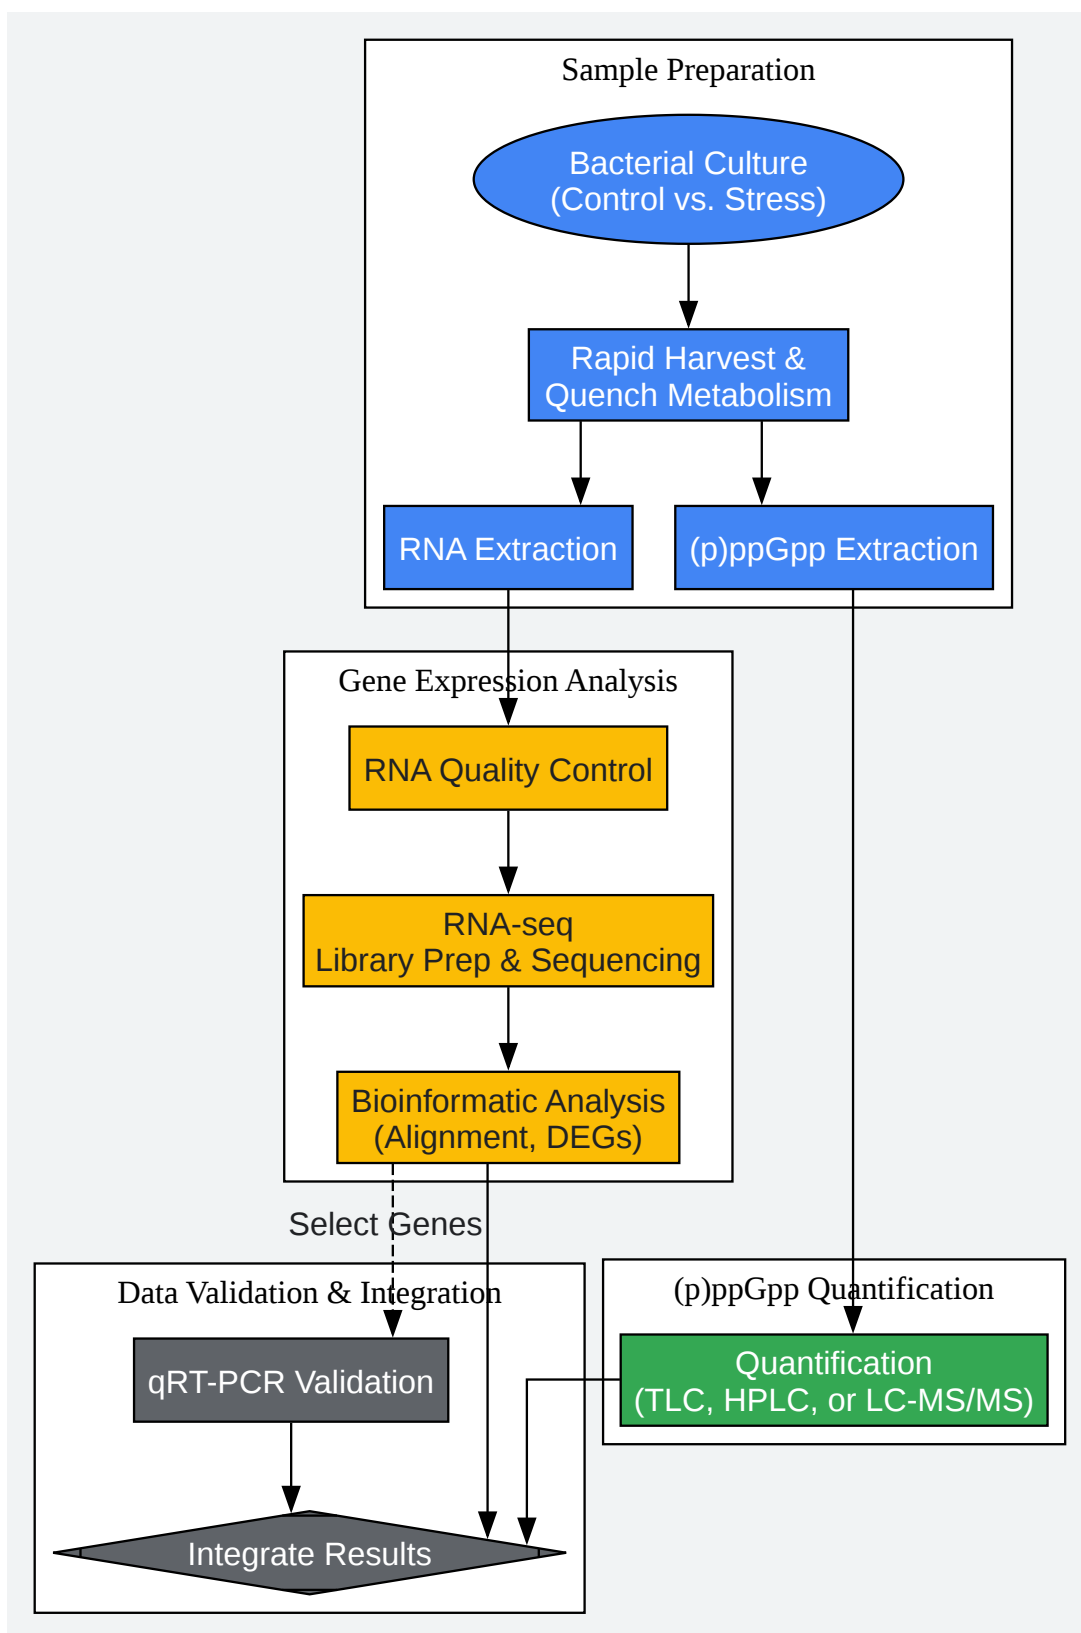 Sample Preparation
Bacterial Culture
(Control vs. Stress)
Rapid Harvest &
Quench Metabolism
RNA Extraction
(p)ppGpp Extraction
Gene Expression Analysis
RNA Quality Control
RNA-seq
Library Prep & Sequencing
Bioinformatic Analysis
(Alignment, DEGs)
Select Genes
Data Validation & Integration
qRT-PCR Validation
Integrate Results
(p)ppGpp Quantification
Quantification
(TLC, HPLC, or LC-MS/MS)